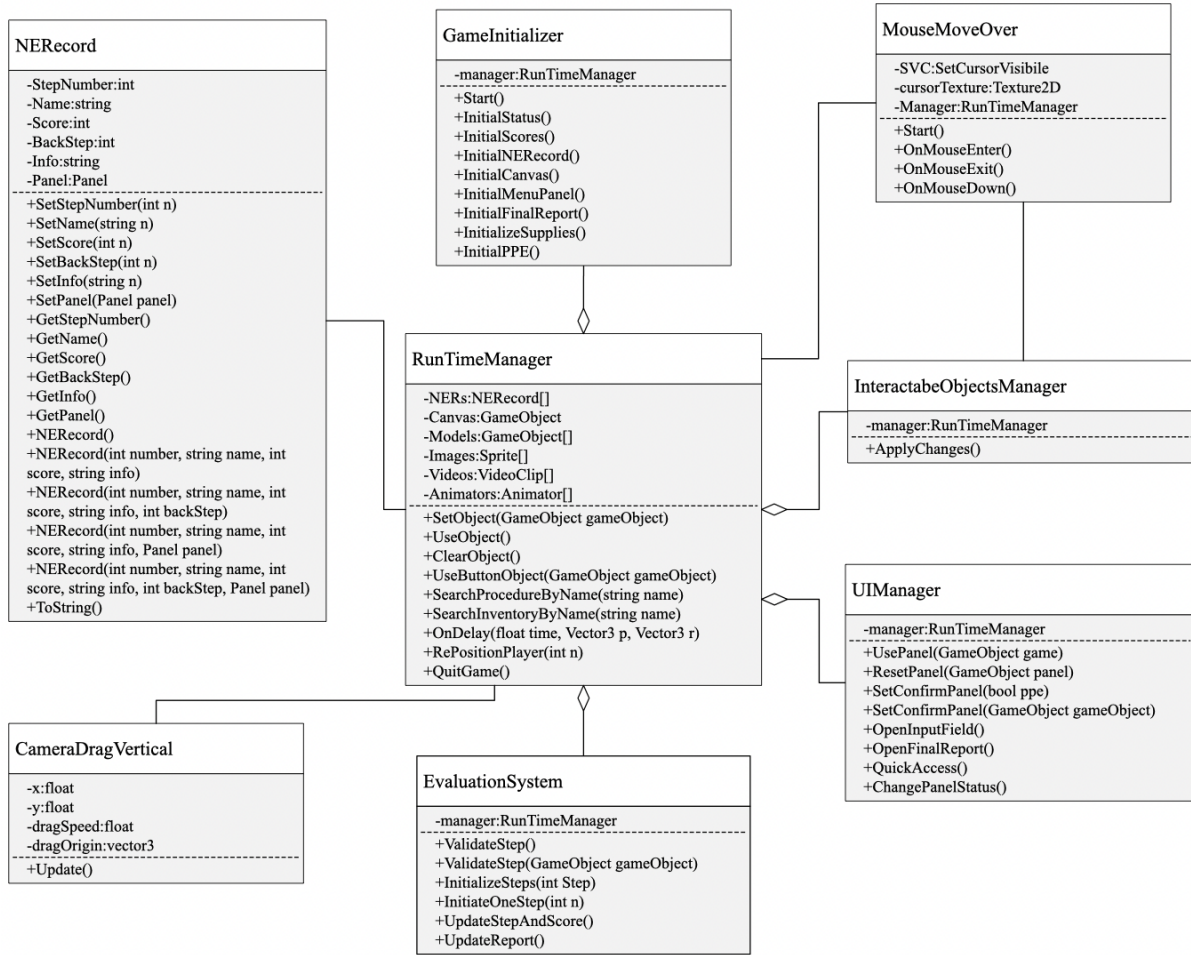 NERecord
-StepNumber:int
-Name:string
-Score:int
-BackStep:int
-Info:string
-Panel:Panel
+SetStepNumber(int n)
+SetName(string n)
+SetScore(int n)
+SetBackStep(int n)
+SetInfo(string n)
+SetPanel(Panel panel)
+GetStepNumber()
+GetName()
+GetScore()
+GetBackStep()
+GetInfo()
+GetPanel()
+NERecord()
+NERecord(int number, string name, int
score, string info)
+NERecord(int number, string name, int
score, string info, int backStep)
+NERecord(int number, string name, int
score, string info, Panel panel)
+NERecord(int number, string name, int
score, string info, int backStep, Panel panel)
+ToString()
GameInitializer
-manager:RunTimeManager
+Start()
+InitialStatus()
+InitialScores()
+InitialNERecord()
+InitialCanvas()
+InitialMenuPanel()
+InitialFinalReport()
+InitializeSupplies()
+InitialPPE()
MouseMoveOver
-SVC:SetCursorVisibile
-cursorTexture:Texture2D
-Manager:RunTimeManager
+Start()
+OnMouseEnter()
+OnMouseExit()
+OnMouseDown()
RunTimeManager
-NERs:NERecord[]
-Canvas:GameObject
-Models:GameObject[]
-Images:Sprite[]
-Videos:VideoClip[]
-Animators:Animator[]
+SetObject(GameObject gameObject)
+UseObject()
+ClearObject()
+UseButtonObject(GameObject gameObject)
+SearchProcedureByName(string name)
+SearchInventoryByName(string name)
+OnDelay(float time, Vector3 p, Vector3 r)
+RePositionPlayer(int n)
+QuitGame()
InteractabeObjectsManager
-manager:RunTimeManager
+ApplyChanges()
UIManager
-manager:RunTimeManager
+UsePanel(GameObject game)
+ResetPanel(GameObject panel)
+SetConfirmPanel(bool ppe)
+SetConfirmPanel(GameObject gameObject)
+OpenInputField()
+OpenFinalReport()
+QuickAccess()
+ChangePanelStatus()
CameraDragVertical
-x:float
-y:float
-dragSpeed:float
-dragOrigin:vector3
+Update()
EvaluationSystem
-manager:RunTimeManager
+ValidateStep()
+ValidateStep(GameObject gameObject)
+InitializeSteps(int Step)
+InitiateOneStep(int n)
+UpdateStepAndScore()
+UpdateReport()